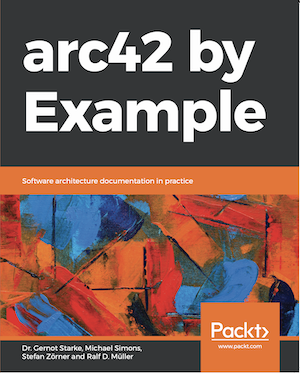 arc42 by
Example
Software architecture documentation in practice
Packt>
www.packt.com
Dr. Gernot Starke, Michael Simons,
Stefan Zörner and Ralf D. Müller